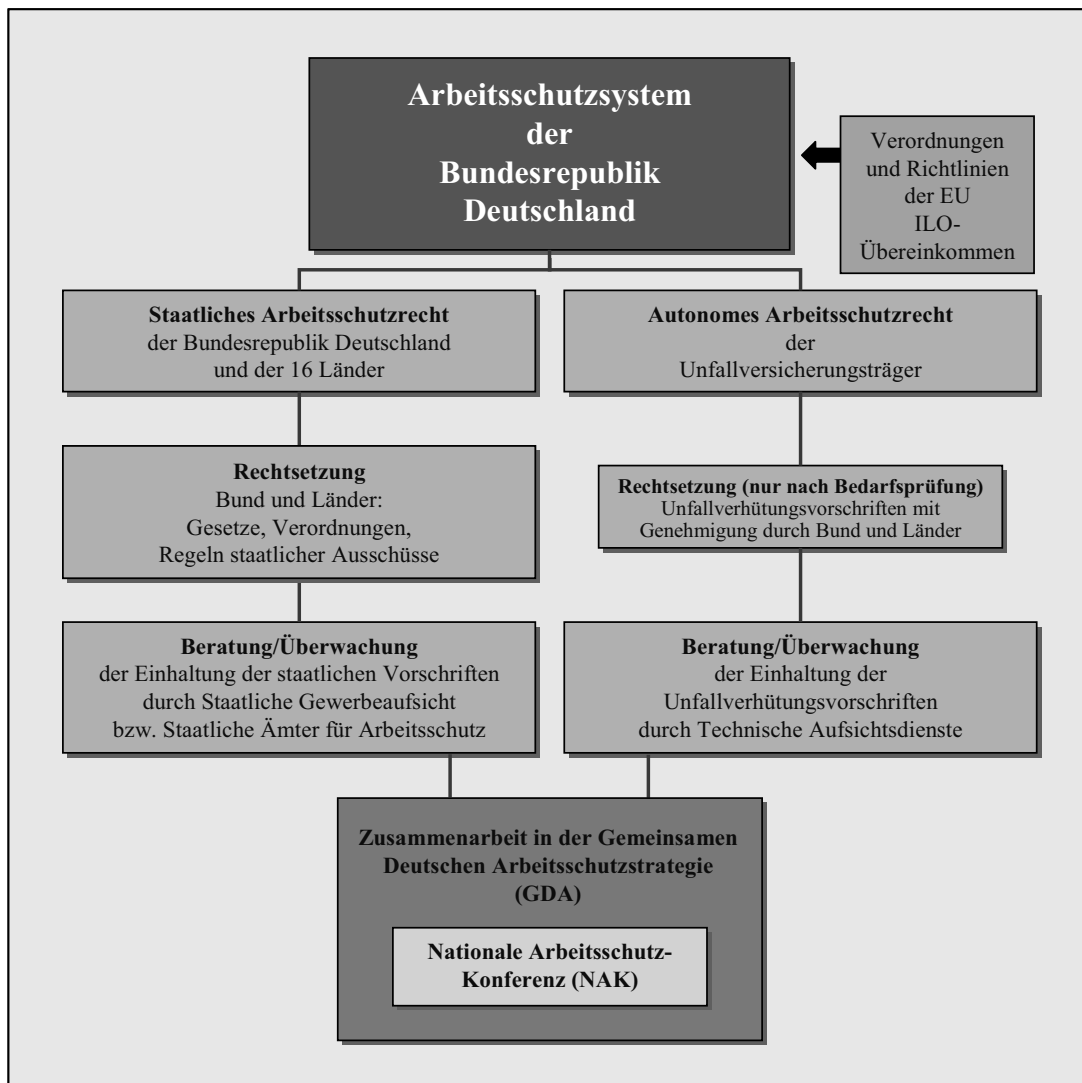 Arbeitsschutzsystem
der
Bundesrepublik
Deutschland
Verordnungen
und Richtlinien
der EU
ILO-
Übereinkommen
Staatliches Arbeitsschutzrecht
der Bundesrepublik Deutschland
und der 16 Länder
Autonomes Arbeitsschutzrecht
der
Unfallversicherungsträger
Rechtsetzung
Bund und Länder:
Gesetze, Verordnungen,
Regeln staatlicher Ausschüsse
Rechtsetzung (nur nach Bedarfsprüfung)
Unfallverhütungsvorschriften mit
Genehmigung durch Bund und Länder
Beratung/Überwachung
der Einhaltung der staatlichen Vorschriften
durch Staatliche Gewerbeaufsicht
bzw. Staatliche Ämter für Arbeitsschutz
Beratung/Überwachung
der Einhaltung der
Unfallverhütungsvorschriften
durch Technische Aufsichtsdienste
Zusammenarbeit in der Gemeinsamen
Deutschen Arbeitsschutzstrategie
(GDA)
Nationale Arbeitsschutz-
Konferenz (NAK)